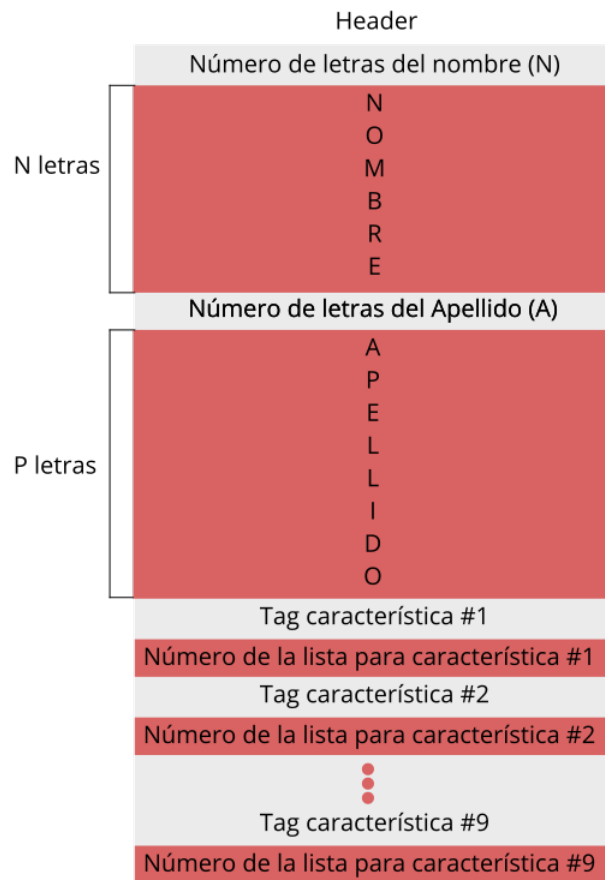 Header
Número de letras del nombre (N)
N letras
N
O
M
B
R
E
Número de letras del Apellido (A)
P letras
A
P
E
L
L
I
D
O
Tag característica #1
Número de la lista para característica #1
Tag característica #2
Número de la lista para característica #2
Tag característica #9
Número de la lista para característica #9